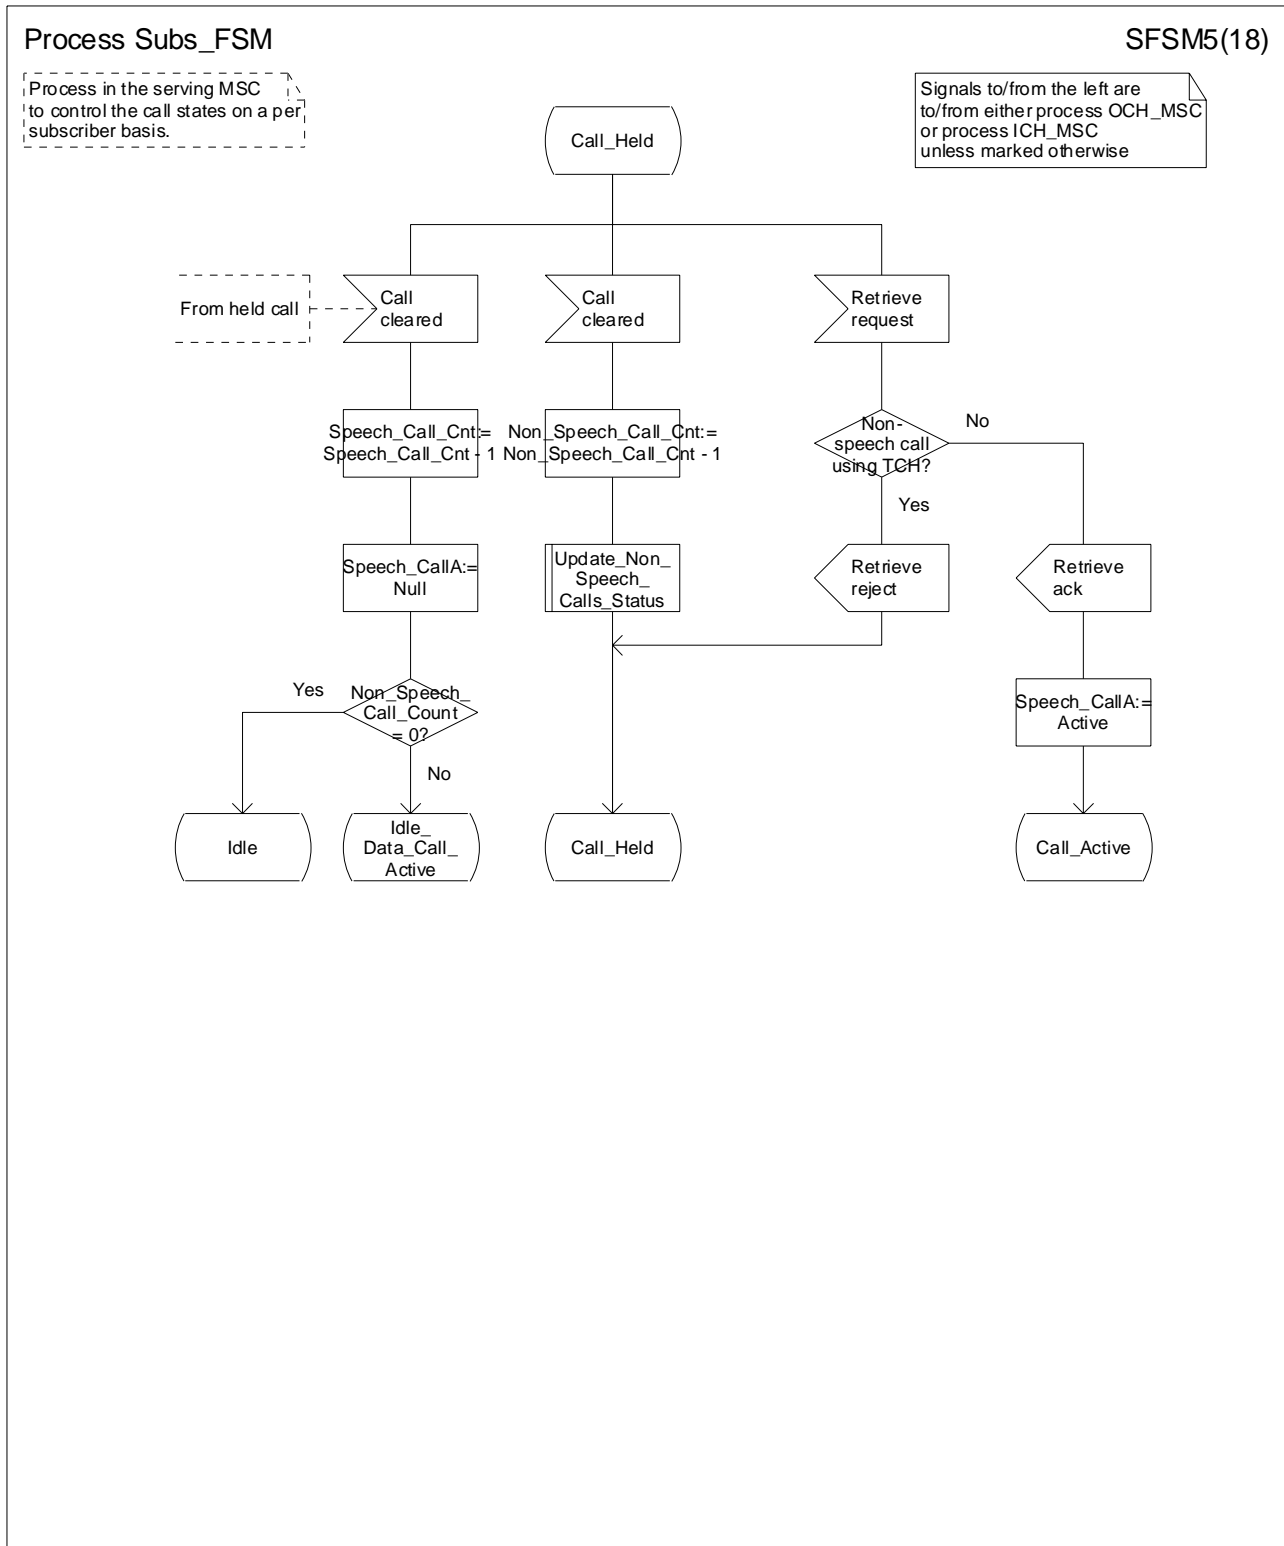 Process Subs_FSM
SFSM5(18)
Process in the serving MSC
to control the call states on a per
subscriber basis.
Signals to/from the left are
to/from either process OCH_MSC
or process ICH_MSC
unless marked otherwise
Call_Held
From held call
Call
cleared
Call
cleared
Retrieve
request
Speech_Call_Cnt:=
Speech_Call_Cnt - 1
Non_Speech_Call_Cnt:=
Non_Speech_Call_Cnt - 1
Non-
speech call
using TCH?
No
Yes
Speech_CallA:=
Null
Update_Non_
Speech_
Calls_Status
Retrieve
reject
Retrieve
ack
Yes
Non_Speech_
Call_Count
= 0?
No
Speech_CallA:=
Active
Idle
Idle_
Data_Call_
Active
Call_Held
Call_Active